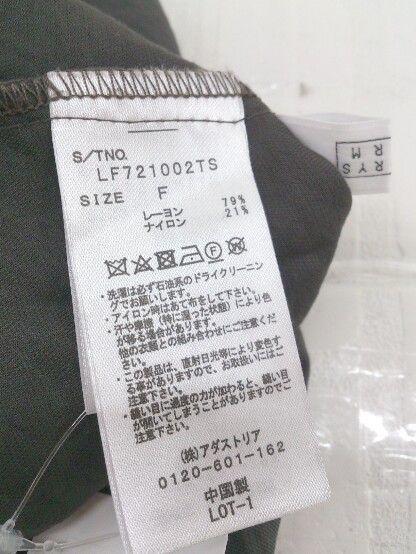 S/TNO.
LF721002TS
SIZE F
レーヨン 79%
ナイロン 21%
・洗濯は必ず石油系のドライクリーニン
グでお願いします。
・アイロン時はあて布をして下さい。
・汗や摩擦（特に湿った状態）により色
が移る場合があります。
他の衣類との組み合わせにご注意くだ
さい。
・この製品は、直射日光等により変色す
る事がありますので、お取扱いにはご
注意下さい。
・縫い目に過度の力が加わると、縫い目
が開いてしまうことがありますのでご
注意下さい。
(株)アダストリア
0120-601-162
中国製
LOT-1
RYS
R M